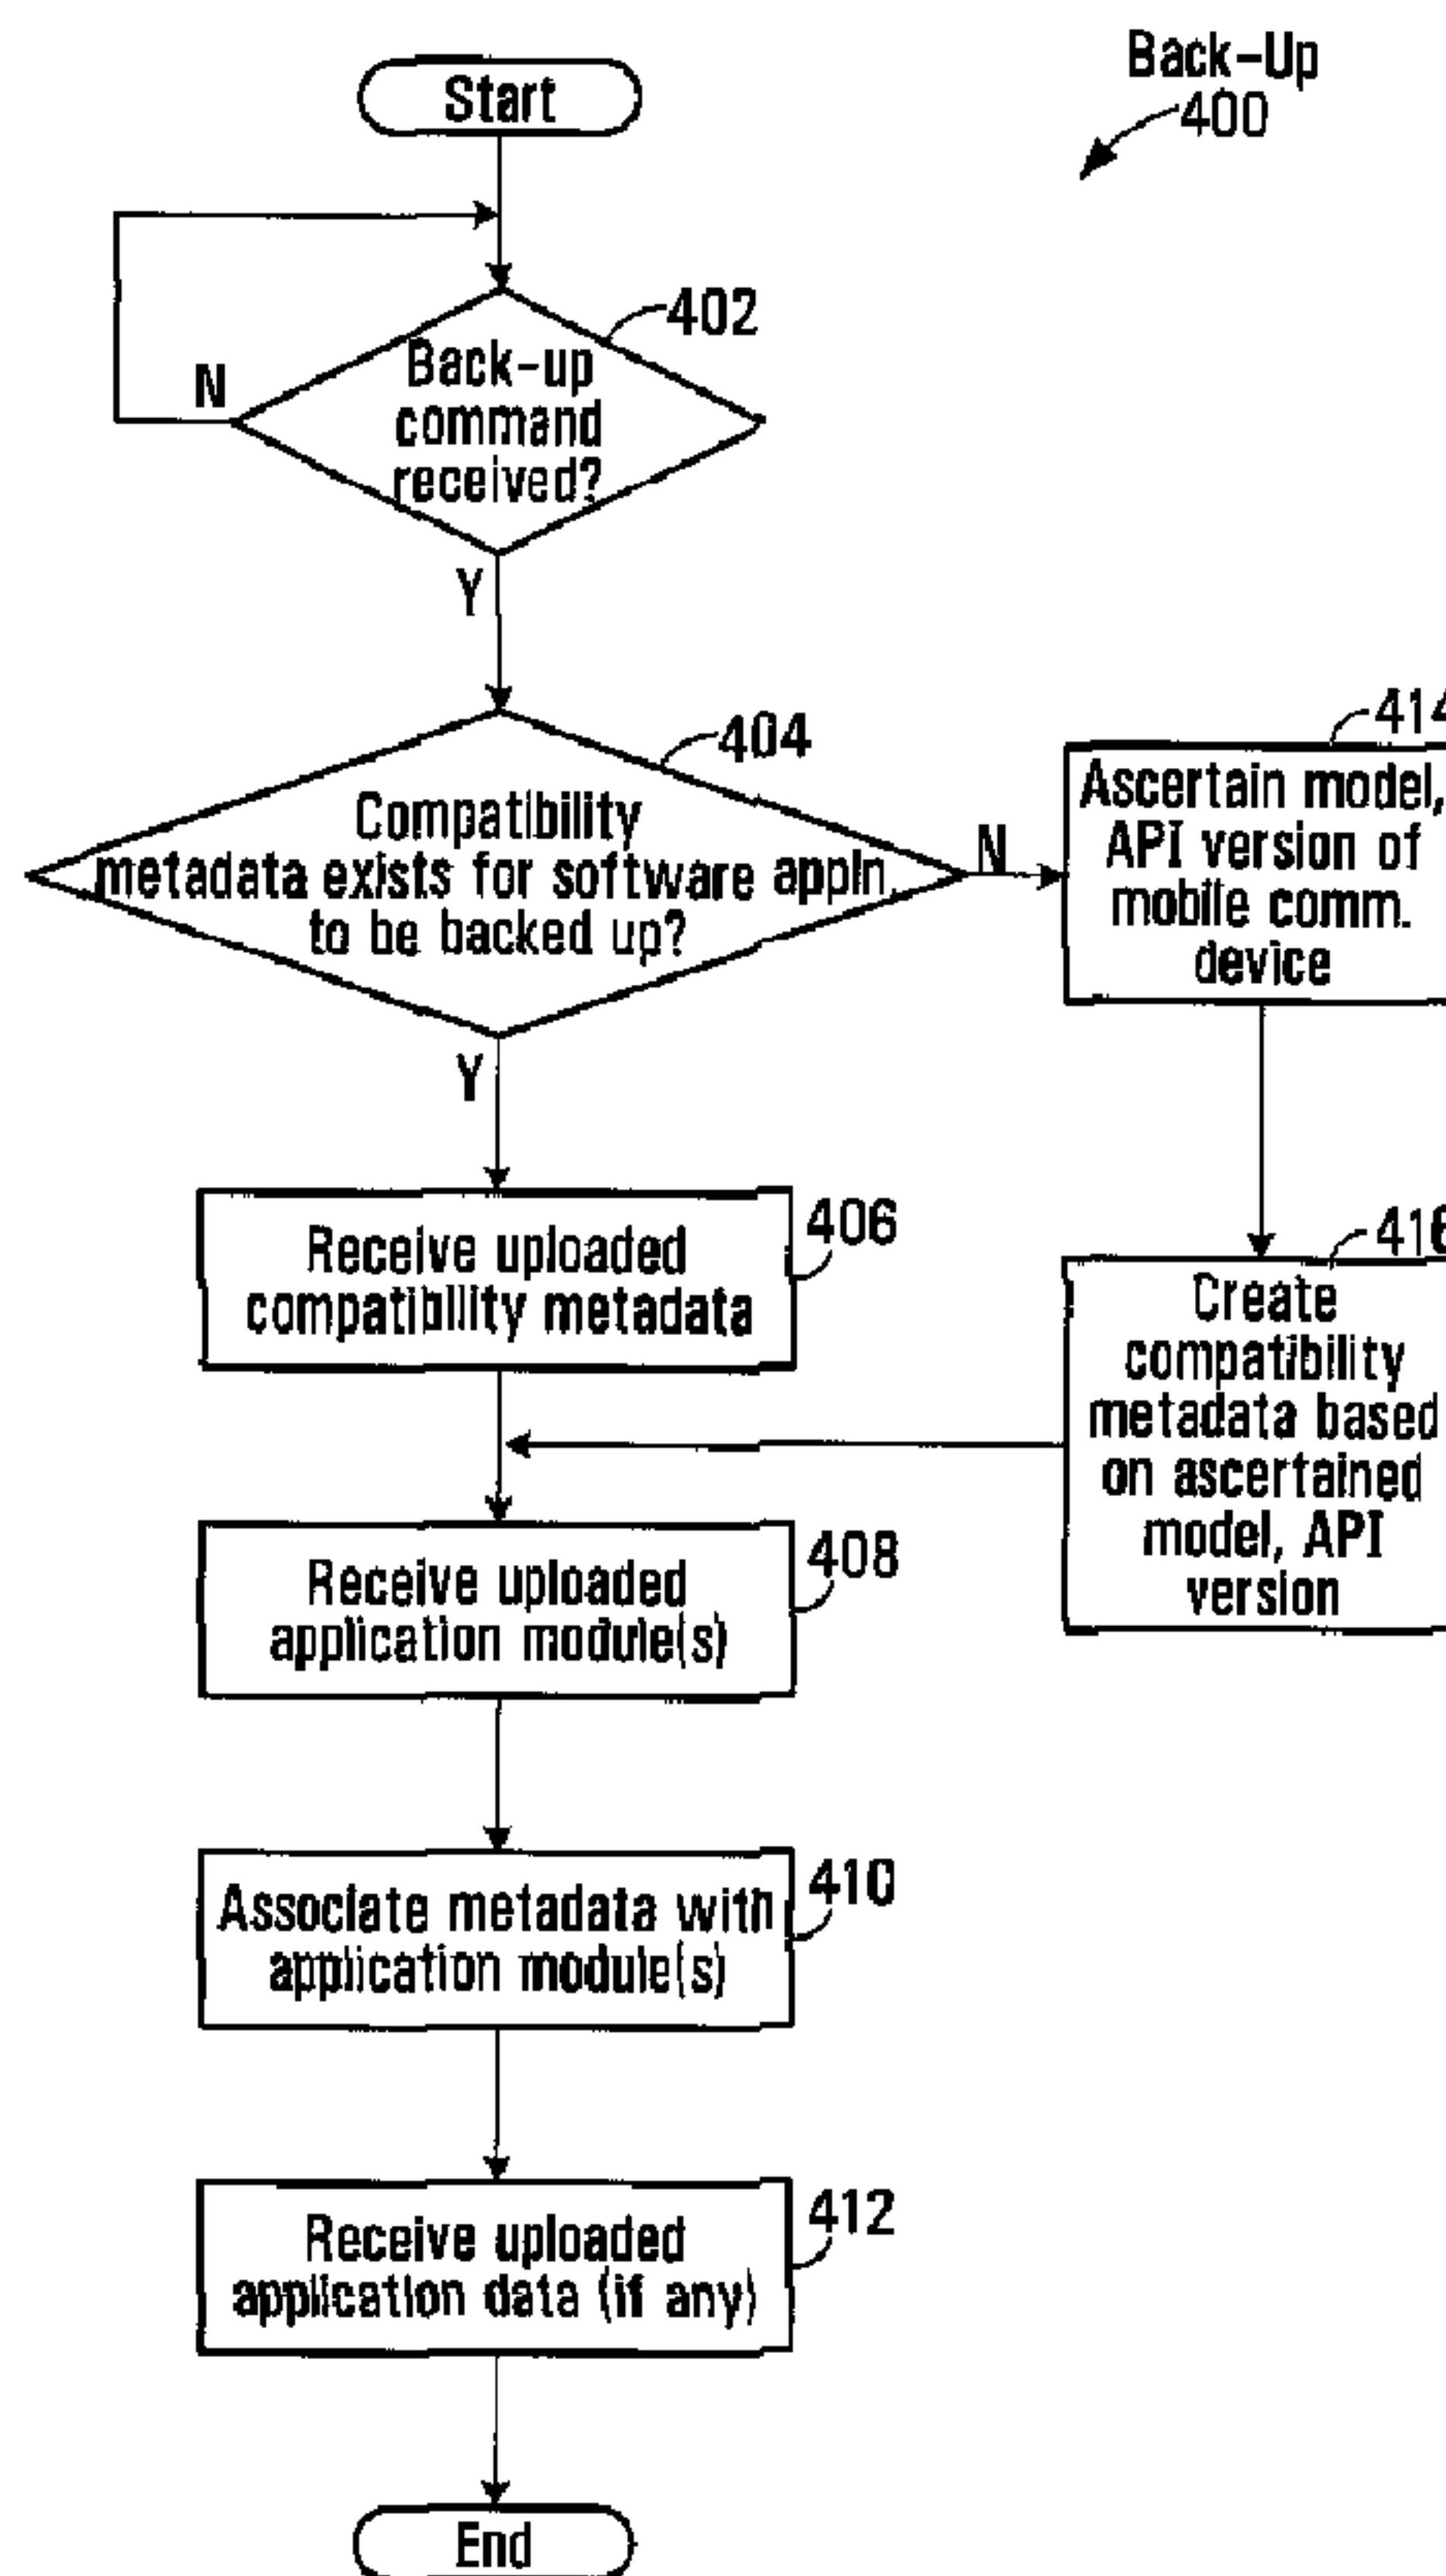 Back-Up
400
Start
402
Back-up
command
received?
N
Y
404
Compatibility
metadata exists for software appln
to be backed up?
N
Y
414
Ascertain model,
API version of
mobile comm.
device
406
Receive uploaded
compatibility metadata
416
Create
compatibility
metadata based
on ascertained
model, API
version
408
Receive uploaded
application module(s)
410
Associate metadata with
application module(s)
412
Receive uploaded
application data (if any)
End